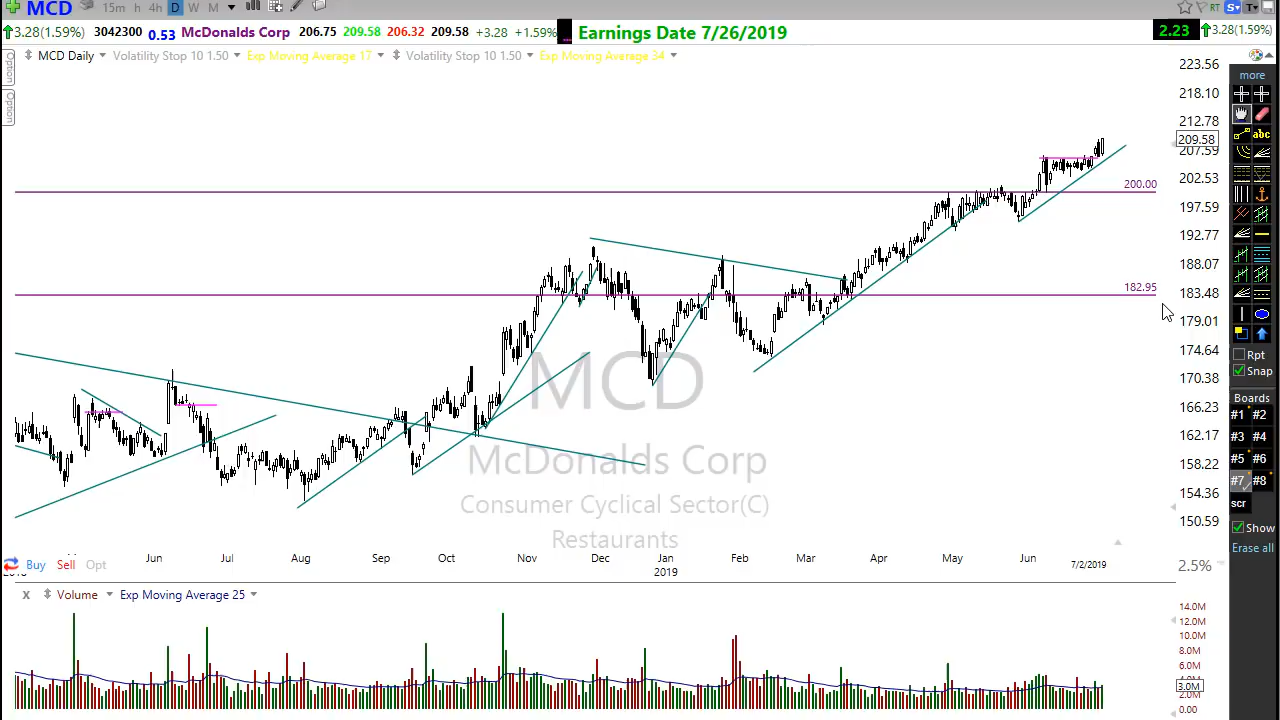 MCD 15m h 4h D W M RT S T
3.28(1.59%) 3042300 0.53 McDonalds Corp 206.75 209.58 206.32 209.55 +3.28 +1.59% Earnings Date 7/26/2019 2.23 3.28(1.59%)
MCD Daily Volatility Stop 10 1.50 Exp Moving Average 17 Volatility Stop 10 1.50 Exp Moving Average 34
Option
Option
223.56
218.10
212.78
209.58
207.59
202.53
197.59
192.77
188.07
183.48
179.01
174.64
170.38
166.23
162.17
158.22
154.36
150.59
200.00
182.95
MCD
McDonalds Corp
Consumer Cyclical Sector(C)
Restaurants
Jun Jul Aug Sep Oct Nov Dec Jan Feb Mar Apr May Jun 7/2/2019
2019
Buy Sell Opt
2.5%
x Volume Exp Moving Average 25
14.0M
12.0M
10.0M
8.0M
6.0M
3.0M
2.0M
0.00
more
abc
Rpt
Snap
Boards
#1 #2
#3 #4
#5 #6
#7 #8
scr
Show
Erase all